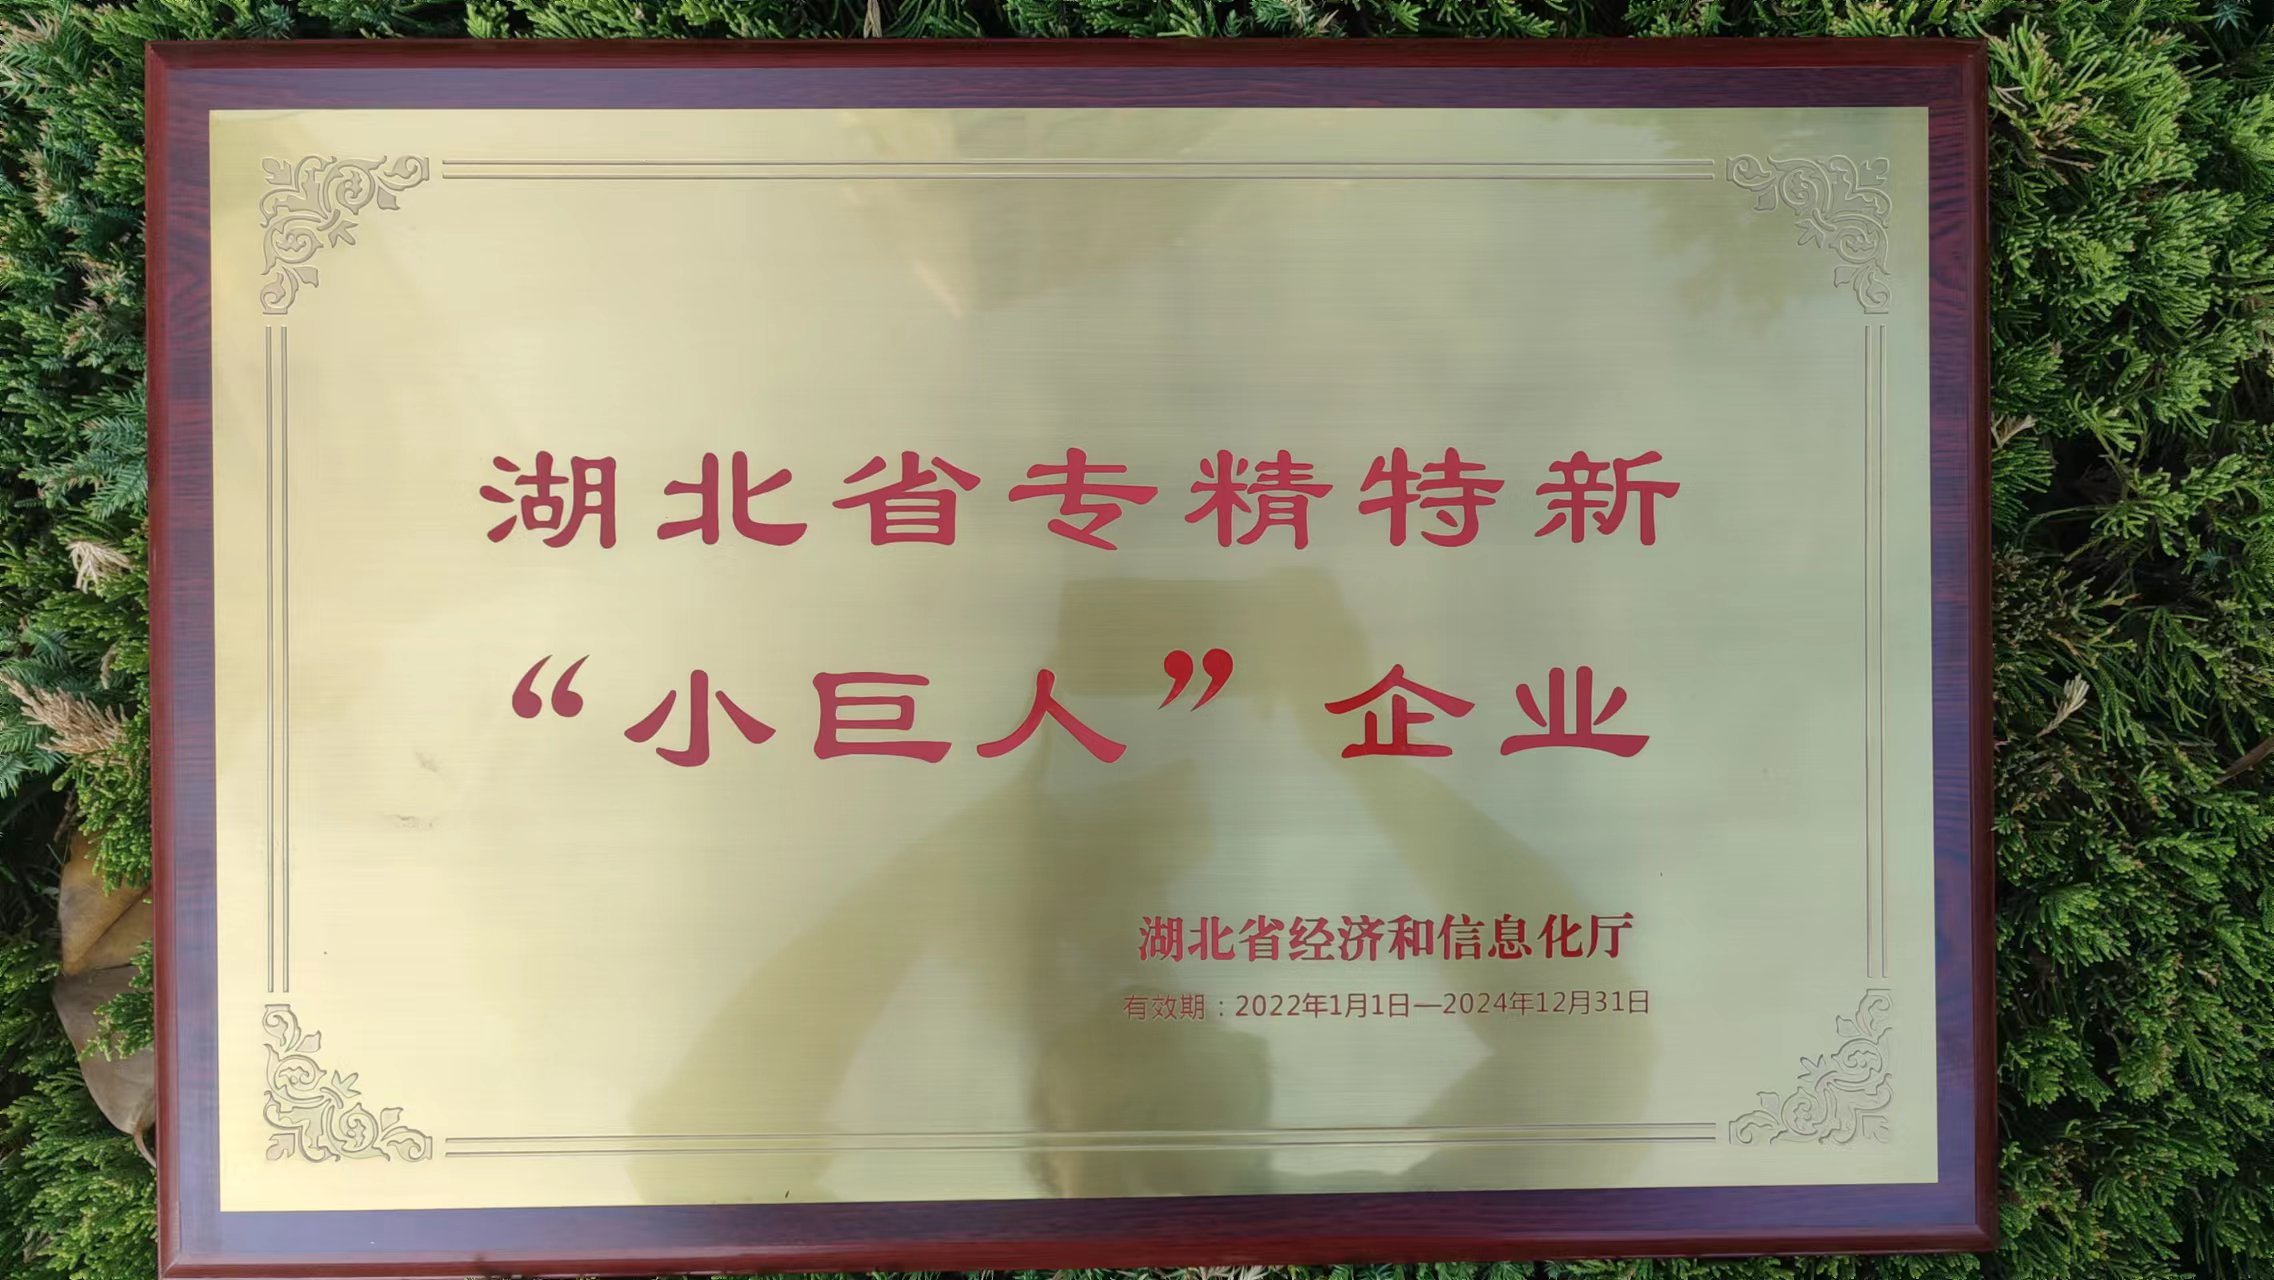 湖北省专精特新
“小巨人”企业
湖北省经济和信息化厅
有效期：2022年1月1日—2024年12月31日